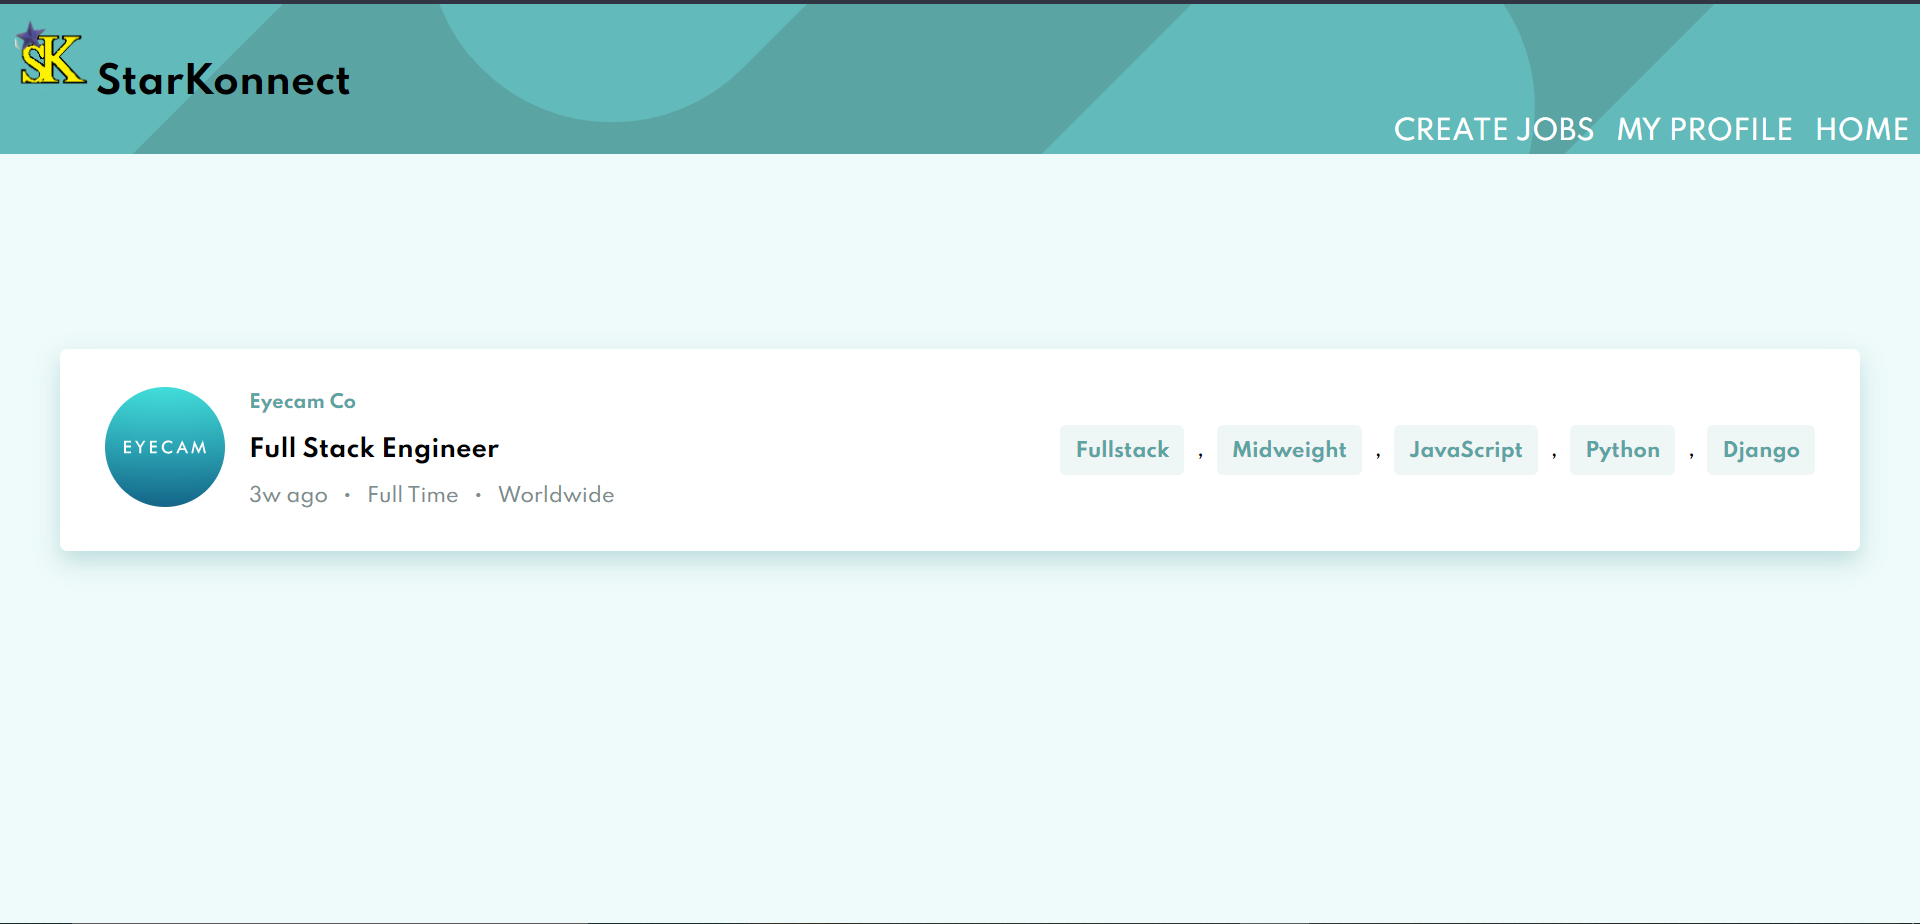 SK StarKonnect
CREATE JOBS MY PROFILE HOME
EYECAM
Eyecam Co
Full Stack Engineer
3w ago • Full Time • Worldwide
Fullstack , Midweight , JavaScript , Python , Django